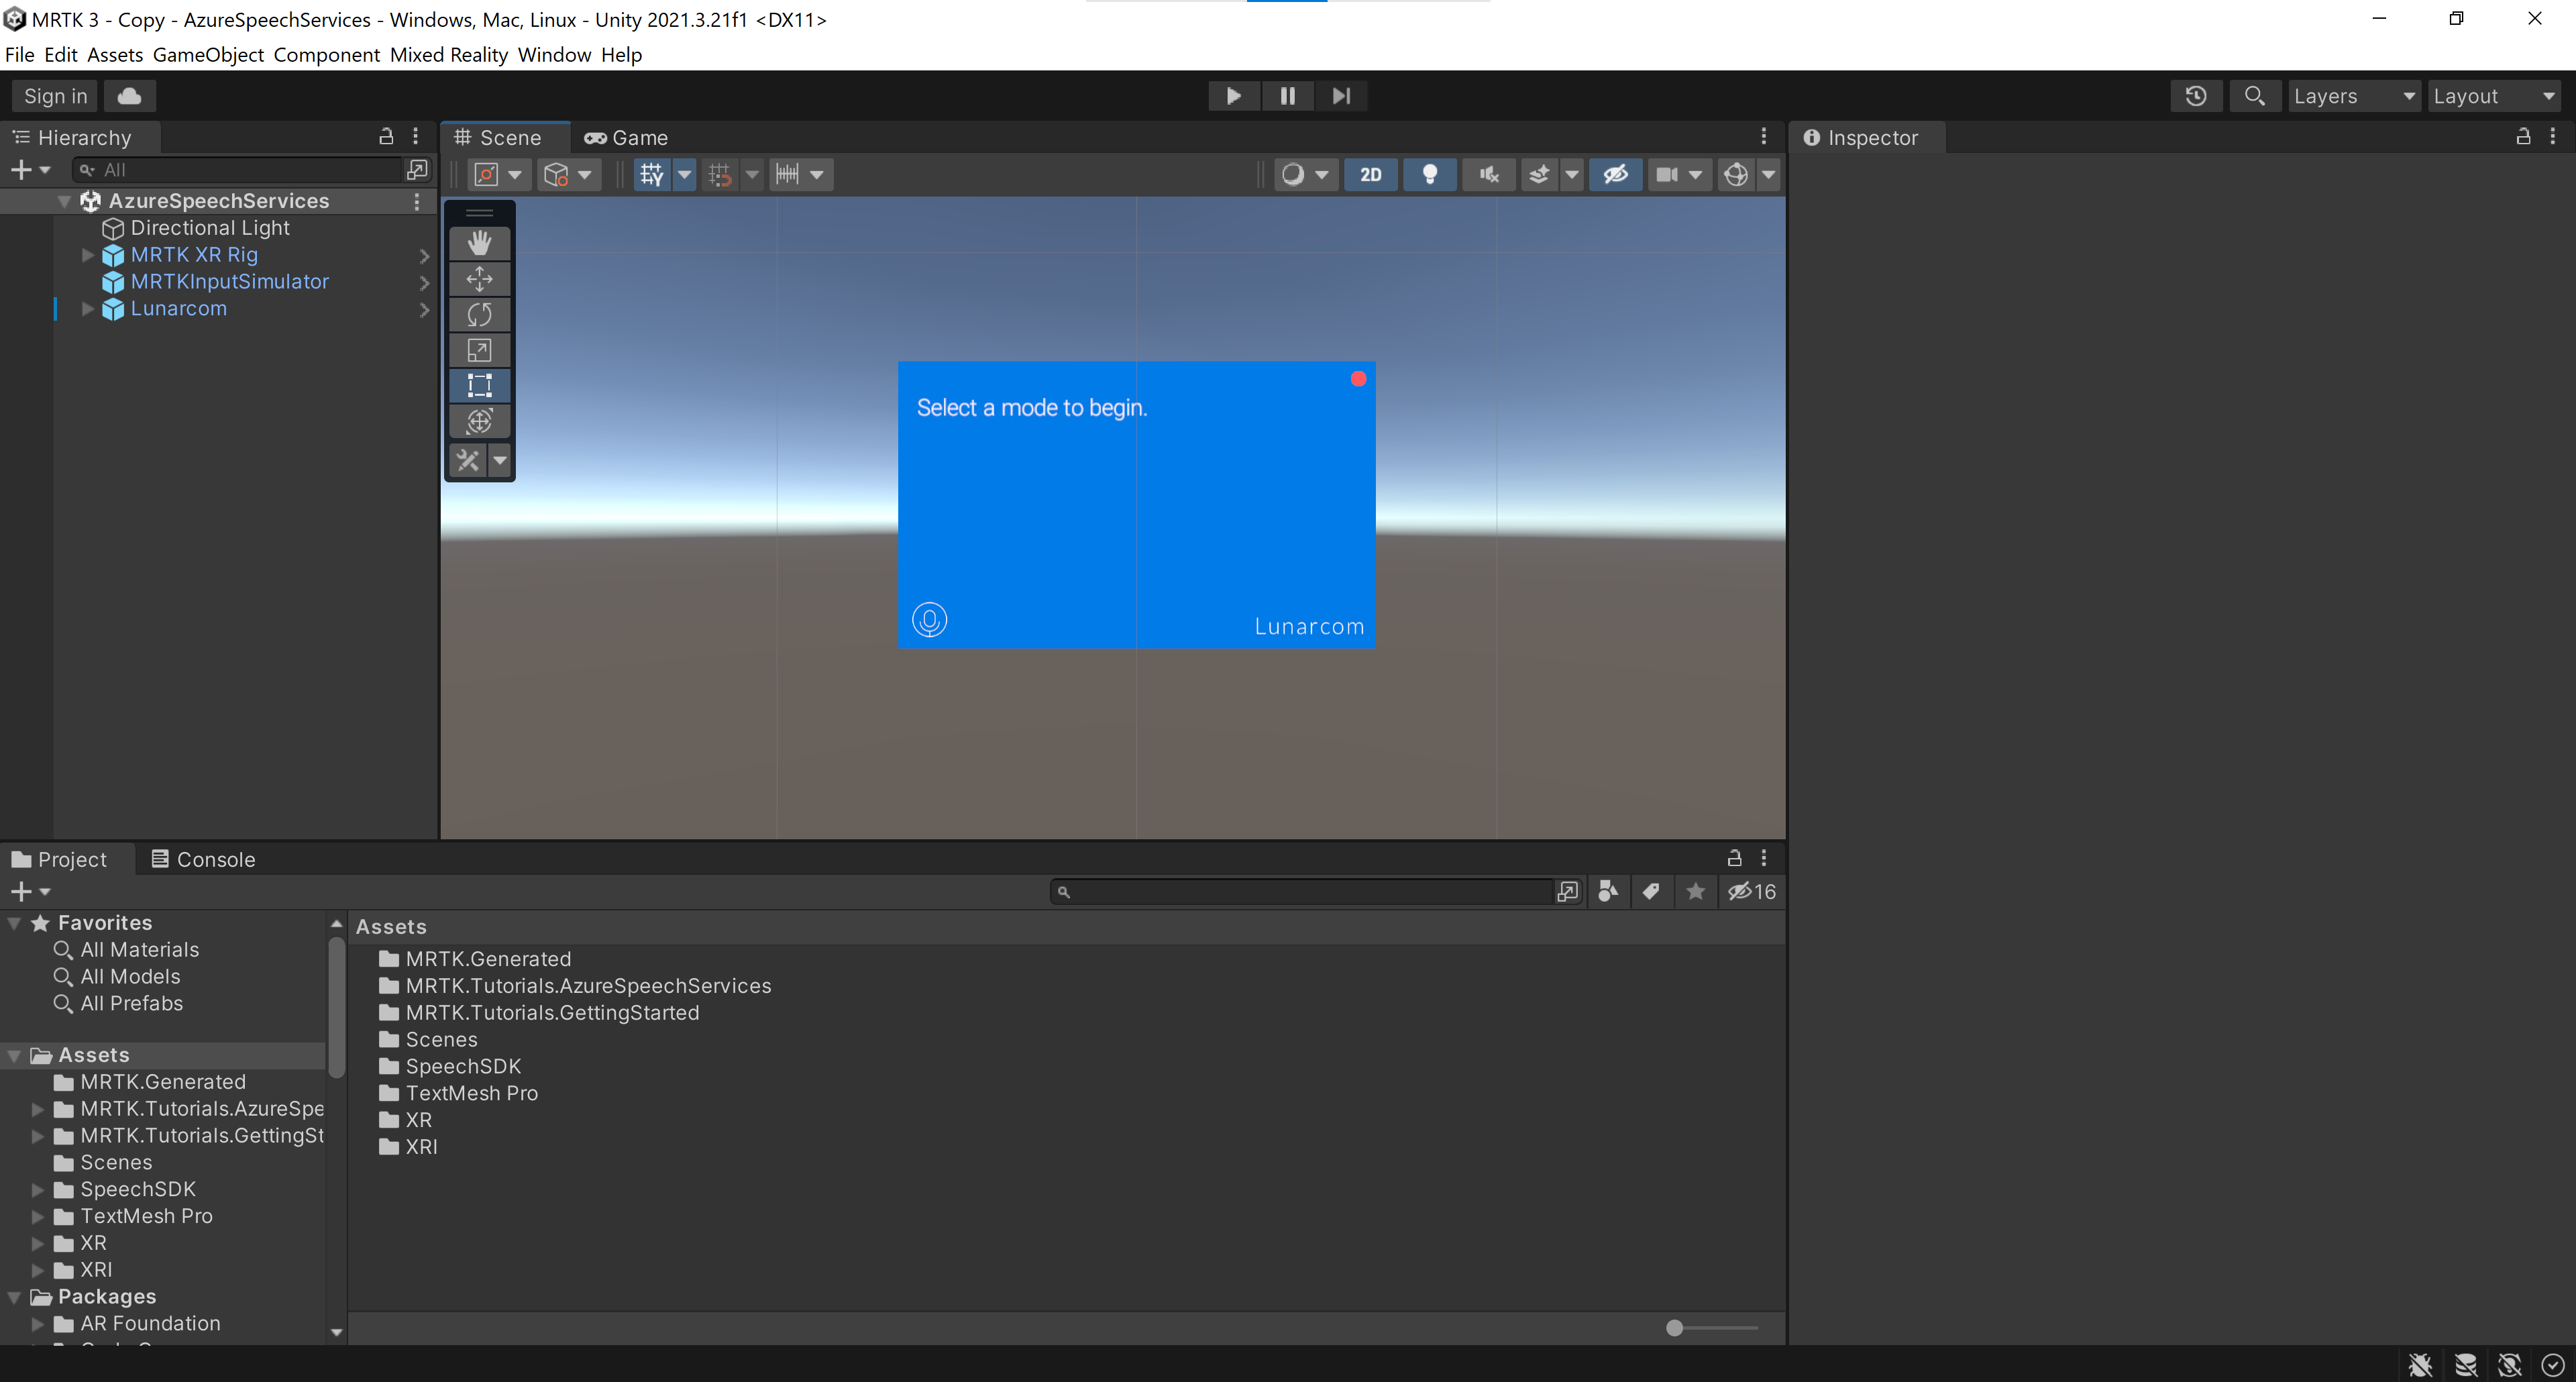 MRTK 3 - Copy - AzureSpeechServices - Windows, Mac, Linux - Unity 2021.3.21f1 <DX11>
File Edit Assets GameObject Component Mixed Reality Window Help
Sign in
Layers
Layout
Hierarchy
All
AzureSpeechServices
Directional Light
MRTK XR Rig
MRTKInputSimulator
Lunarcom
Scene
Game
2D
Select a mode to begin.
Lunarcom
Inspector
Project
Console
16
Favorites
All Materials
All Models
All Prefabs
Assets
MRTK.Generated
MRTK.Tutorials.AzureSpe
MRTK.Tutorials.GettingSt
Scenes
SpeechSDK
TextMesh Pro
XR
XRI
Packages
AR Foundation
Assets
MRTK.Generated
MRTK.Tutorials.AzureSpeechServices
MRTK.Tutorials.GettingStarted
Scenes
SpeechSDK
TextMesh Pro
XR
XRI